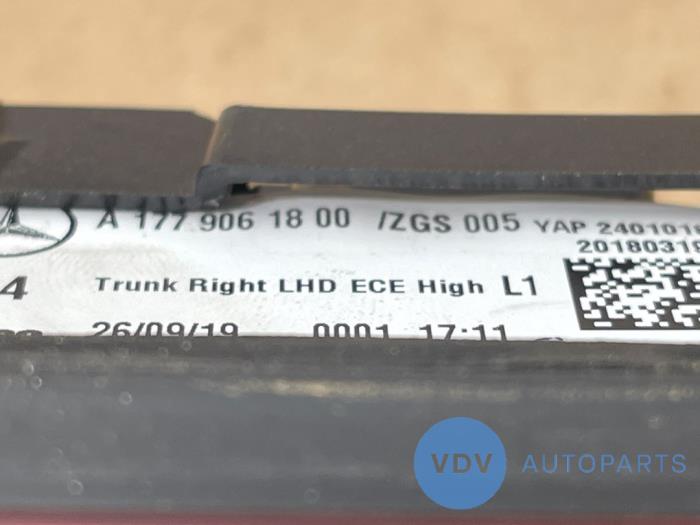 A 177 906 18 00 /ZGS 005 YAP 2401018
20180319
4 Trunk Right LHD ECE High L1
26/09/19 0001 17:11
VDV AUTOPARTS